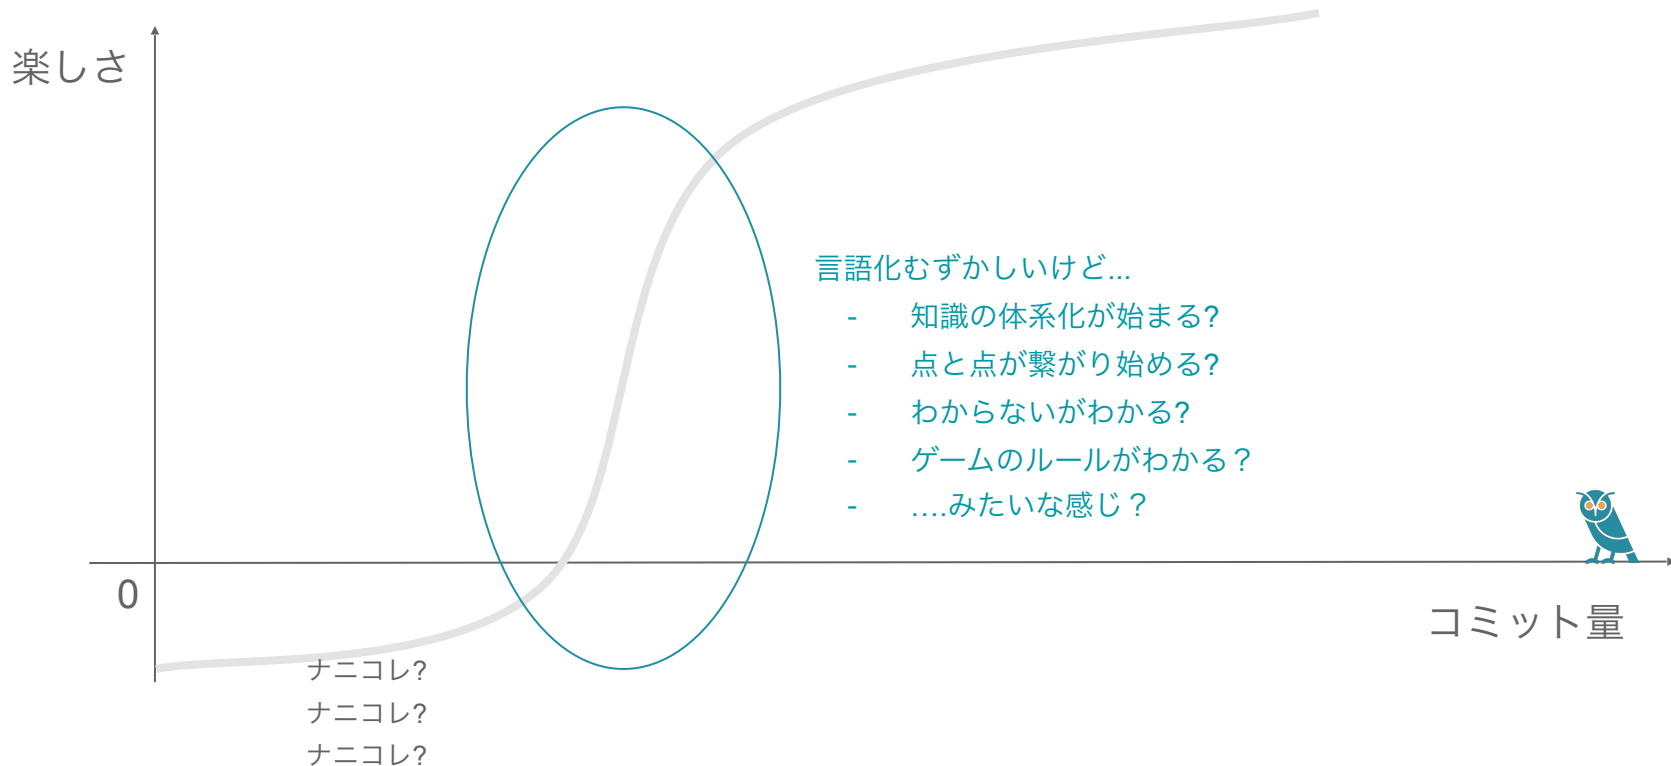 楽しさ
言語化むずかしいけど...
- 知識の体系化が始まる?
- 点と点が繋がり始める?
- わからないがわかる?
- ゲームのルールがわかる？
- ....みたいな感じ？
0
コミット量
ナニコレ?
ナニコレ?
ナニコレ?